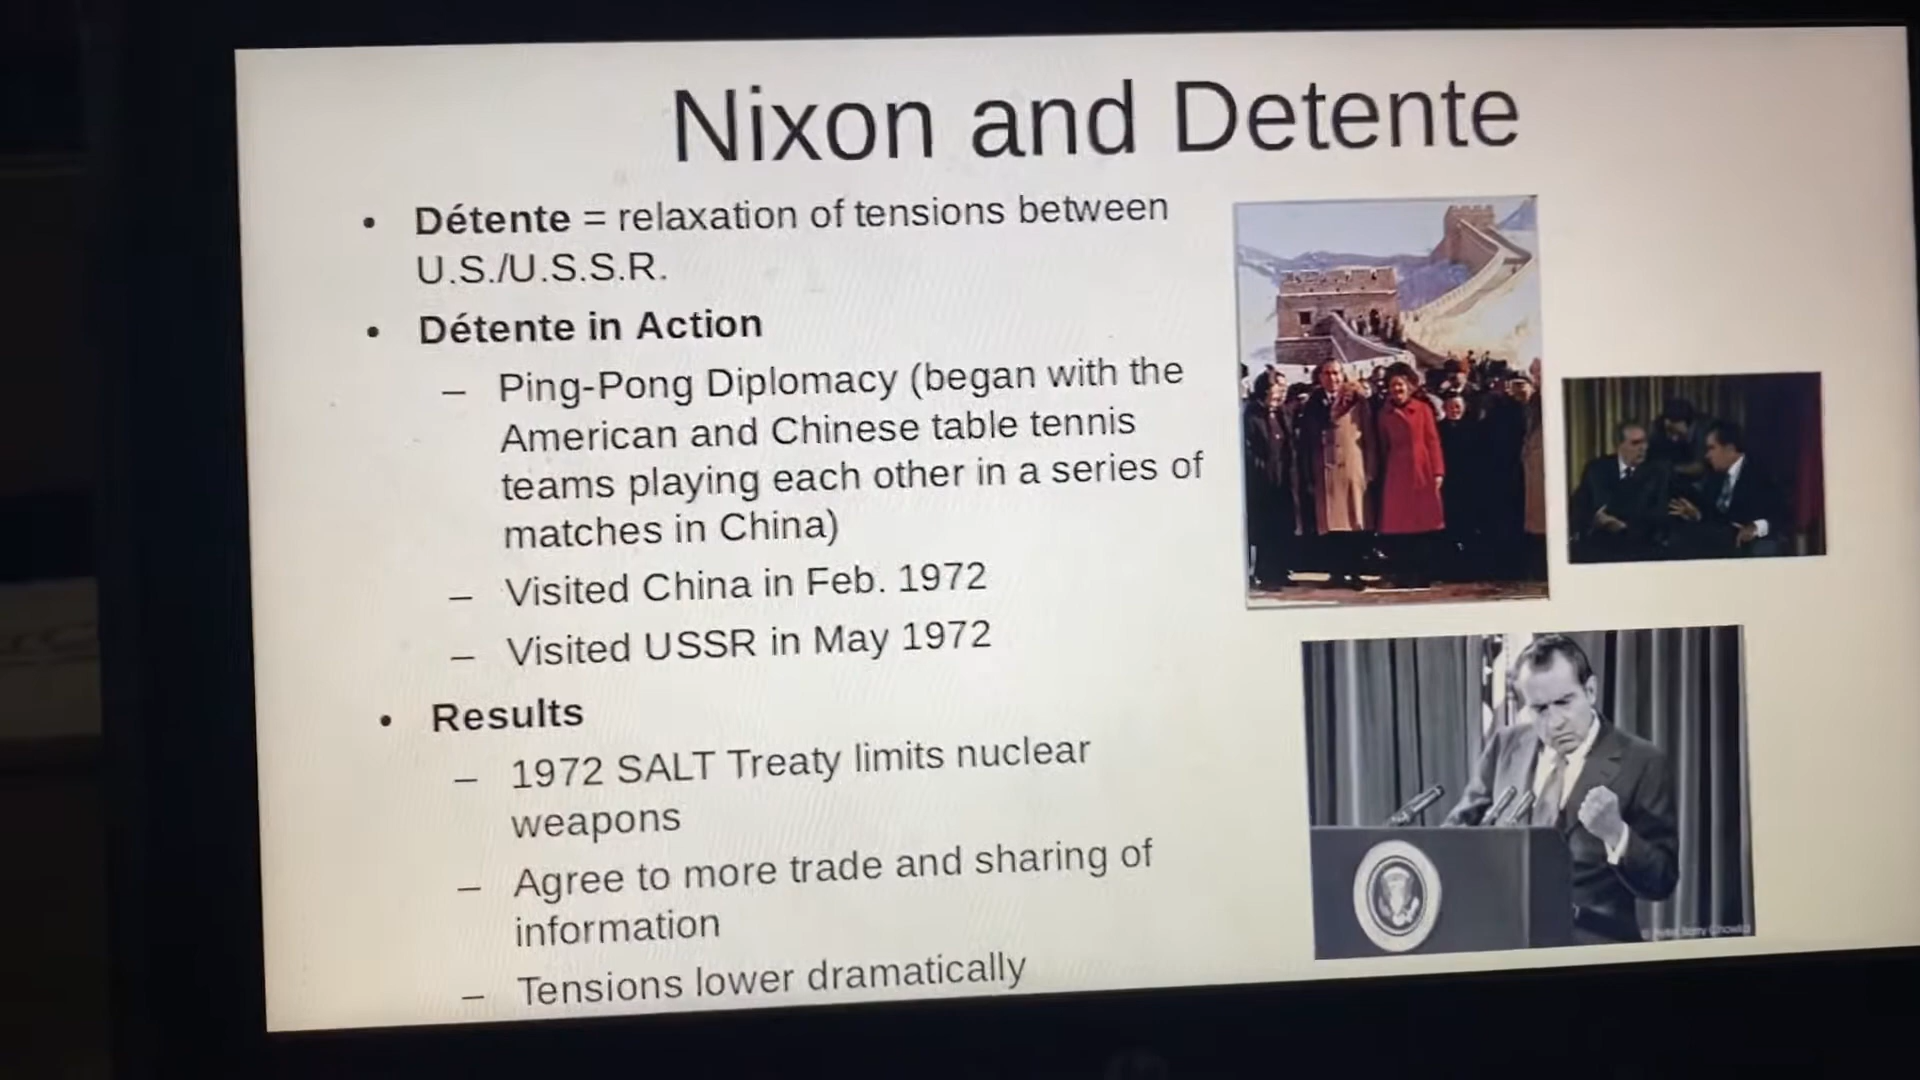 Nixon and Detente
• Détente = relaxation of tensions between
U.S./U.S.S.R.
• Détente in Action
– Ping-Pong Diplomacy (began with the
American and Chinese table tennis
teams playing each other in a series of
matches in China)
– Visited China in Feb. 1972
– Visited USSR in May 1972
• Results
– 1972 SALT Treaty limits nuclear
weapons
– Agree to more trade and sharing of
information
– Tensions lower dramatically